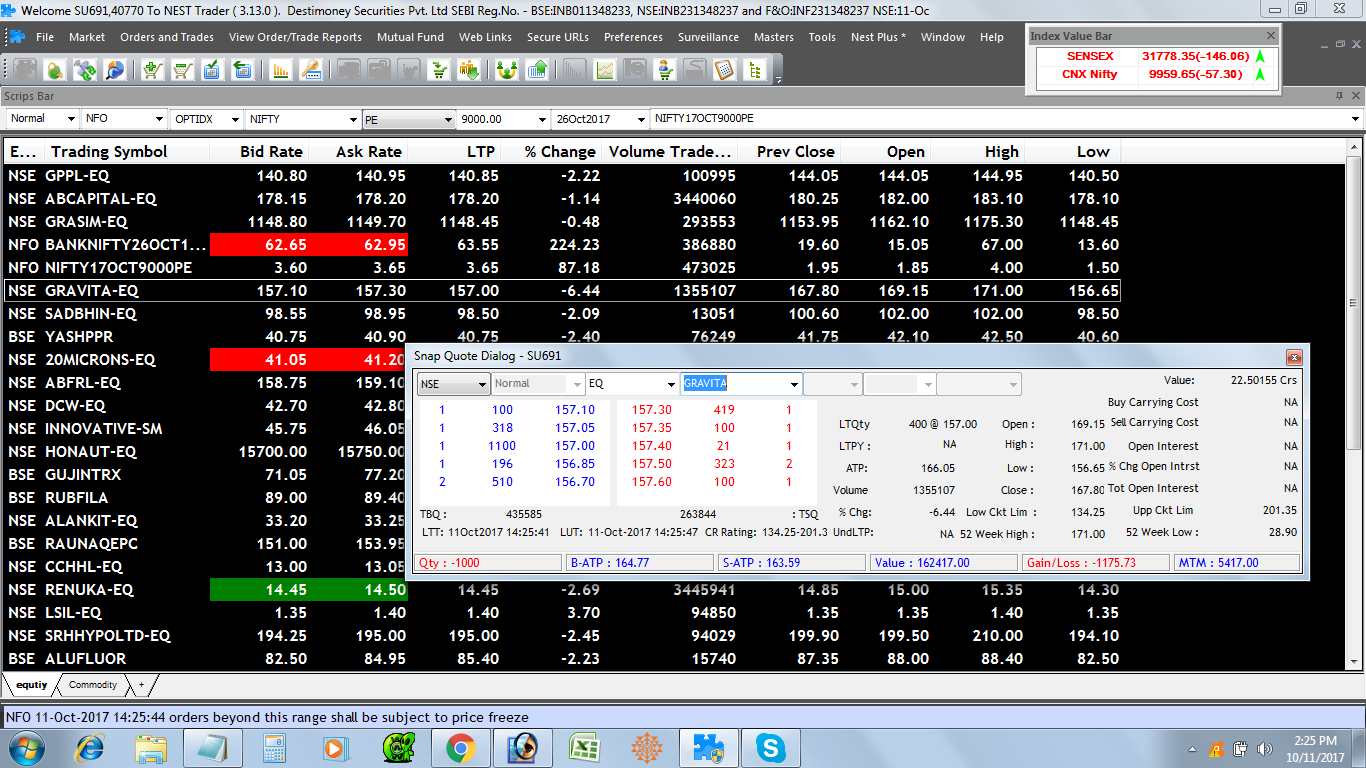 Welcome SU691,40770 To NEST Trader ( 3.13.0 ).  Destimoney Securities Pvt. Ltd SEBI Reg.No. - BSE:INB011348233, NSE:INB231348237 and F&O:INF231348237 NSE:11-Oc
File Market Orders and Trades View Order/Trade Reports Mutual Fund Web Links Secure URLs Preferences Surveillance Masters Tools Nest Plus * Window Help
Index Value Bar
SENSEX 31778.35(-146.06)
CNX Nifty 9959.65(-57.30)
Scrips Bar
Normal NFO OPTIDX NIFTY PE 9000.00 26Oct2017 NIFTY17OCT9000PE
E... Trading Symbol Bid Rate Ask Rate LTP % Change Volume Trade... Prev Close Open High Low
NSE GPPL-EQ 140.80 140.95 140.85 -2.22 100995 144.05 144.05 144.95 140.50
NSE ABCAPITAL-EQ 178.15 178.20 178.20 -1.14 3440060 180.25 182.00 183.10 178.10
NSE GRASIM-EQ 1148.80 1149.70 1148.45 -0.48 293553 1153.95 1162.10 1175.30 1148.45
NFO BANKNIFTY26OCT1... 62.65 62.95 63.55 224.23 386880 19.60 15.05 67.00 13.60
NFO NIFTY17OCT9000PE 3.60 3.65 3.65 87.18 473025 1.95 1.85 4.00 1.50
NSE GRAVITA-EQ 157.10 157.30 157.00 -6.44 1355107 167.80 169.15 171.00 156.65
NSE SADBHIN-EQ 98.55 98.95 98.50 -2.09 13051 100.60 102.00 102.00 98.50
BSE YASHPPR 40.75 40.90 40.75 -2.40 76249 41.75 42.10 42.50 40.60
NSE 20MICRONS-EQ 41.05 41.20
NSE ABFRL-EQ 158.75 159.10
NSE DCW-EQ 42.70 42.80
NSE INNOVATIVE-SM 45.75 46.05
NSE HONAUT-EQ 15700.00 15750.00
BSE GUJINTRX 71.05 77.20
BSE RUBFILA 89.00 89.40
NSE ALANKIT-EQ 33.20 33.25
BSE RAUNAQEPC 151.00 153.95
NSE CCHHL-EQ 13.00 13.05
NSE RENUKA-EQ 14.45 14.50 14.45 -2.69 3445941 14.85 15.00 15.35 14.30
NSE LSIL-EQ 1.35 1.40 1.40 3.70 94850 1.35 1.35 1.40 1.35
NSE SRHHYPOLTD-EQ 194.25 195.00 195.00 -2.45 94029 199.90 199.50 210.00 194.10
BSE ALUFLUOR 82.50 84.95 85.40 -2.23 15740 87.35 88.00 88.40 82.50
Snap Quote Dialog - SU691
NSE Normal EQ GRAVITA Value: 22.50155 Crs
1 100 157.10 157.30 419 1
1 318 157.05 157.35 100 1
1 1100 157.00 157.40 21 1
1 196 156.85 157.50 323 2
2 510 156.70 157.60 100 1
TBQ : 435585 263844 : TSQ
LTT: 11Oct2017 14:25:41 LUT: 11-Oct-2017 14:25:47 CR Rating: 134.25-201.3
Buy Carrying Cost NA
LTQty 400 @ 157.00 Open : 169.15 Sell Carrying Cost NA
LTPY : NA High : 171.00 Open Interest NA
ATP: 166.05 Low : 156.65 % Chg Open Intrst NA
Volume 1355107 Close : 167.80 Tot Open Interest NA
% Chg: -6.44 Low Ckt Lim : 134.25 Upp Ckt Lim 201.35
UndLTP: NA 52 Week High : 171.00 52 Week Low : 28.90
Qty : -1000 B-ATP : 164.77 S-ATP : 163.59 Value : 162417.00 Gain/Loss : -1175.73 MTM : 5417.00
equtiy Commodity +
NFO 11-Oct-2017 14:25:44 orders beyond this range shall be subject to price freeze
2:25 PM
10/11/2017